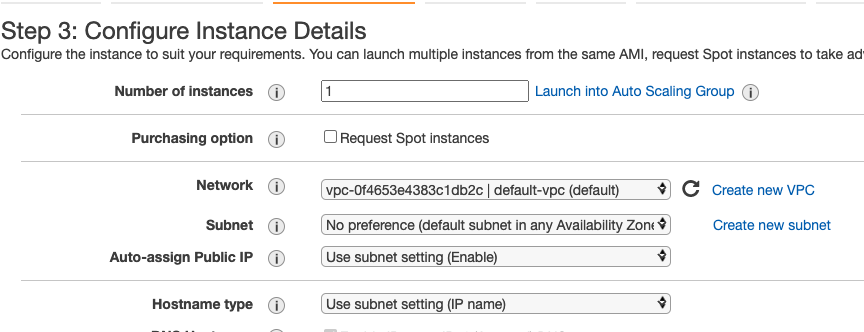 Step 3: Configure Instance Details
Configure the instance to suit your requirements. You can launch multiple instances from the same AMI, request Spot instances to take ad
Number of instances i 1 Launch into Auto Scaling Group i
Purchasing option i Request Spot instances
Network i vpc-0f4653e4383c1db2c | default-vpc (default) Create new VPC
Subnet i No preference (default subnet in any Availability Zone Create new subnet
Auto-assign Public IP i Use subnet setting (Enable)
Hostname type i Use subnet setting (IP name)